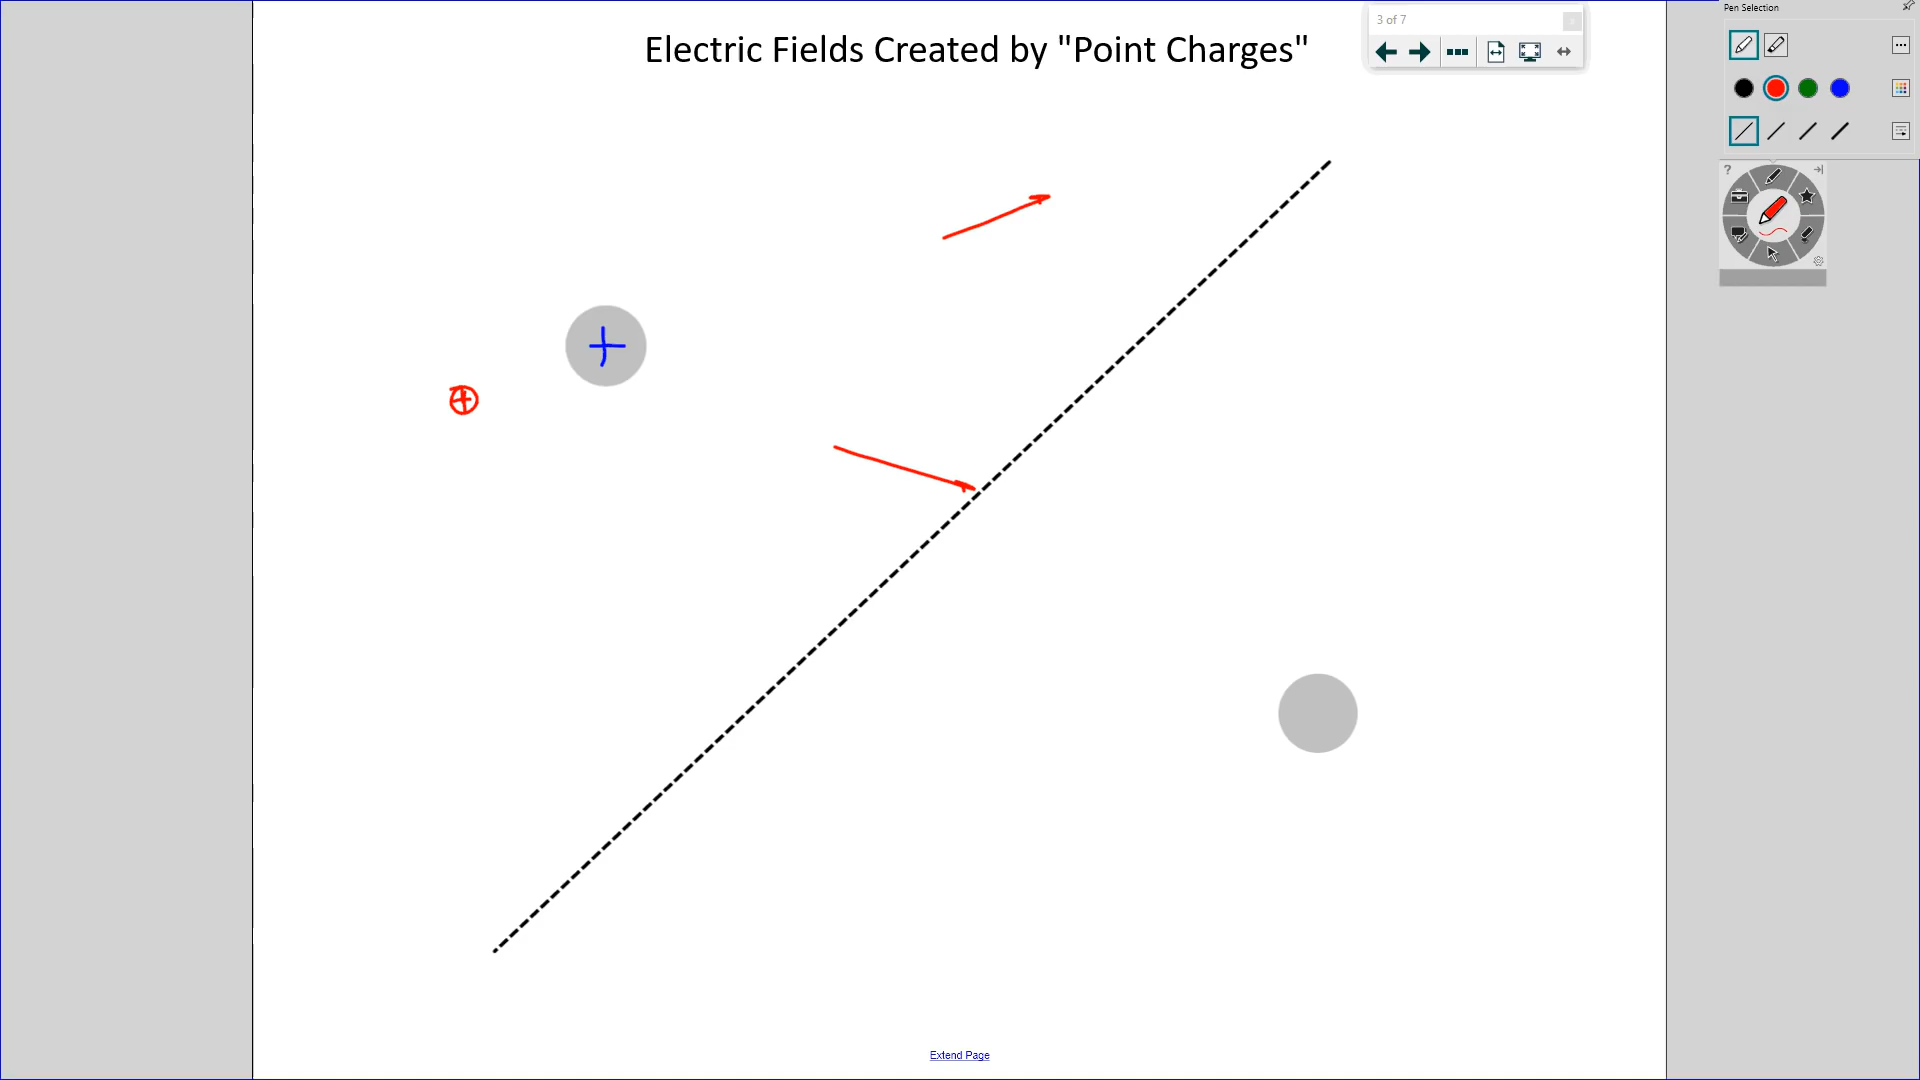 Electric Fields Created by "Point Charges"
3 of 7
Pen Selection
?
+
+
Extend Page